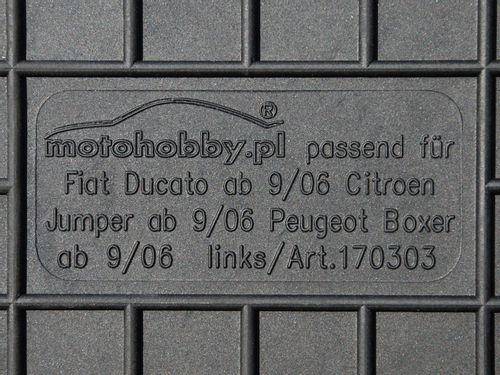 ®
motohobby.pl passend für
Fiat Ducato ab 9/06 Citroen
Jumper ab 9/06 Peugeot Boxer
ab 9/06 links/Art.170303